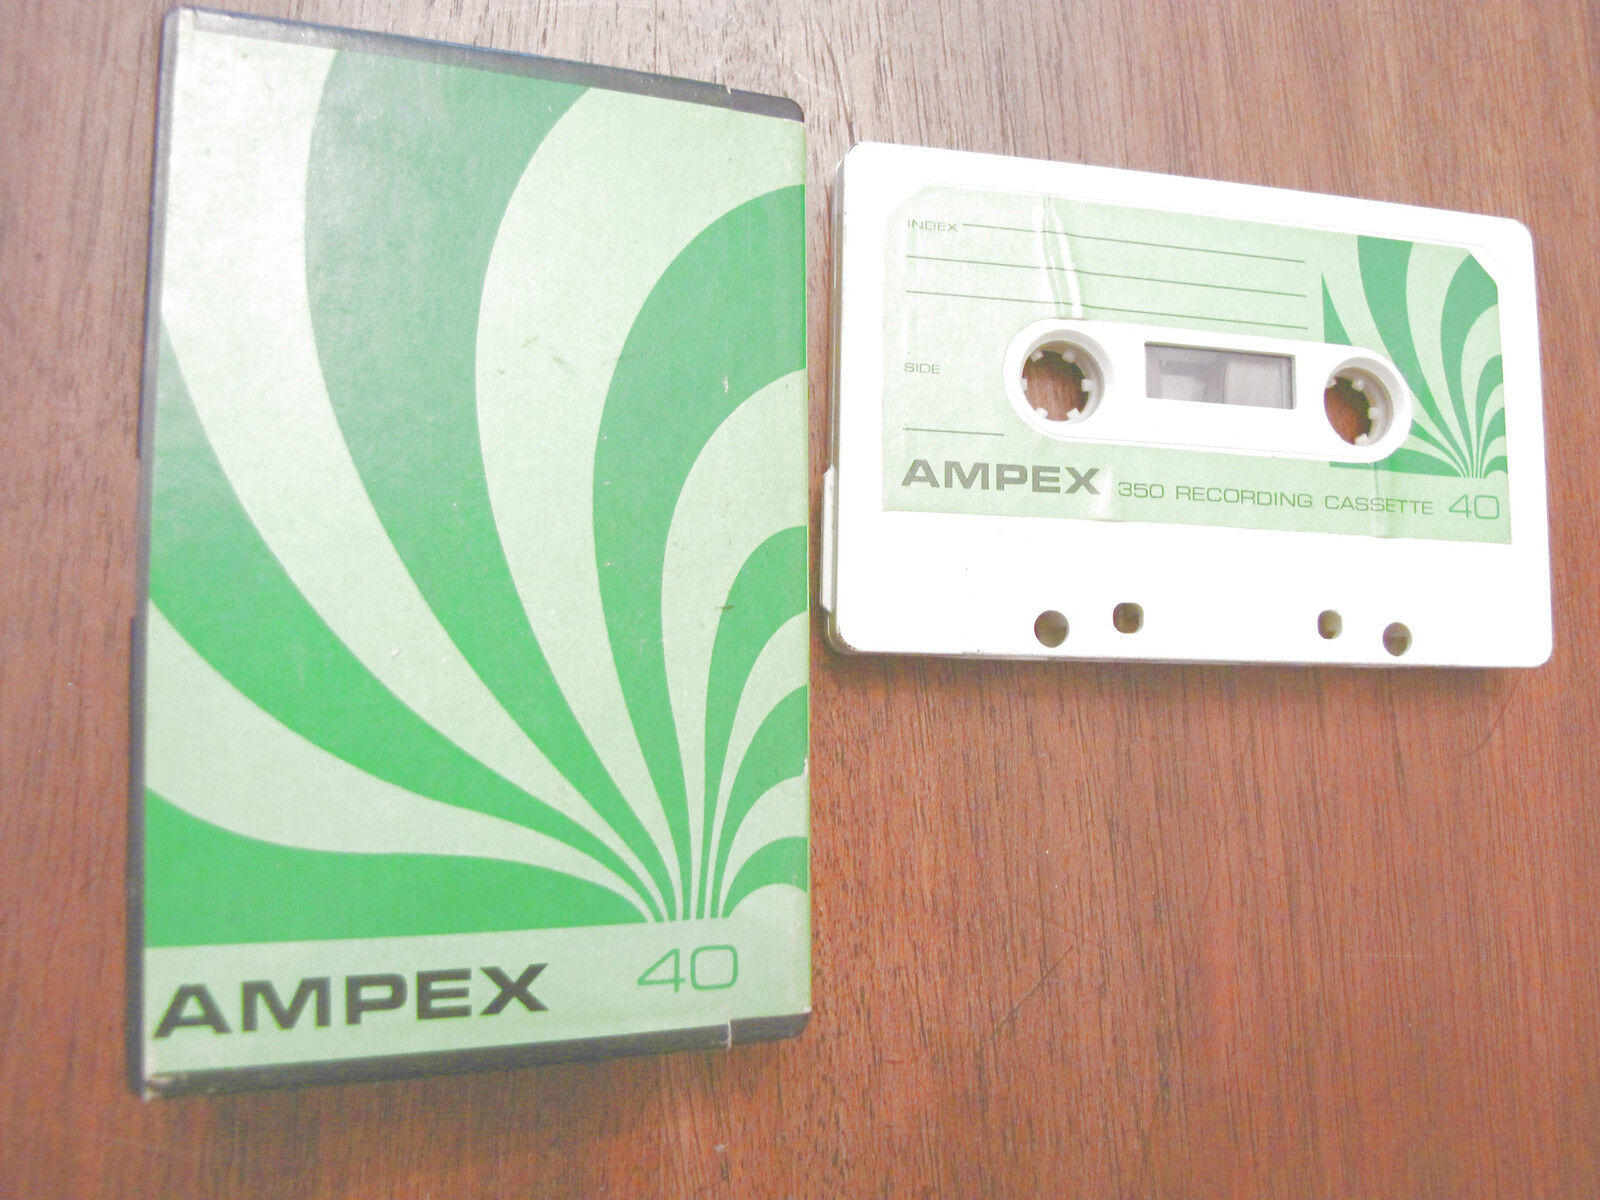 AMPEX 40
INDEX
SIDE
AMPEX 350 RECORDING CASSETTE 40